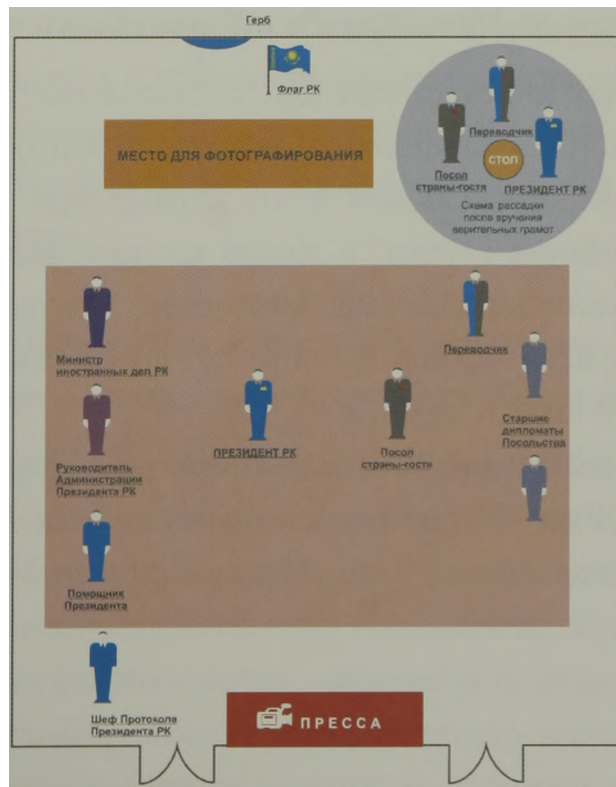 Герб
Флаг РК
МЕСТО ДЛЯ ФОТОГРАФИРОВАНИЯ
Переводчик
СТОЛ
Посол
страны-гостя
ПРЕЗИДЕНТ РК
Схема рассадки
после вручения
верительных грамот
Министр
иностранных дел РК
Переводчик
Руководитель
Администрации
Президента РК
ПРЕЗИДЕНТ РК
Посол
страны-гостя
Старшие
дипломаты
Посольства
Помощник
Президента
Шеф Протокола
Президента РК
ПРЕССА